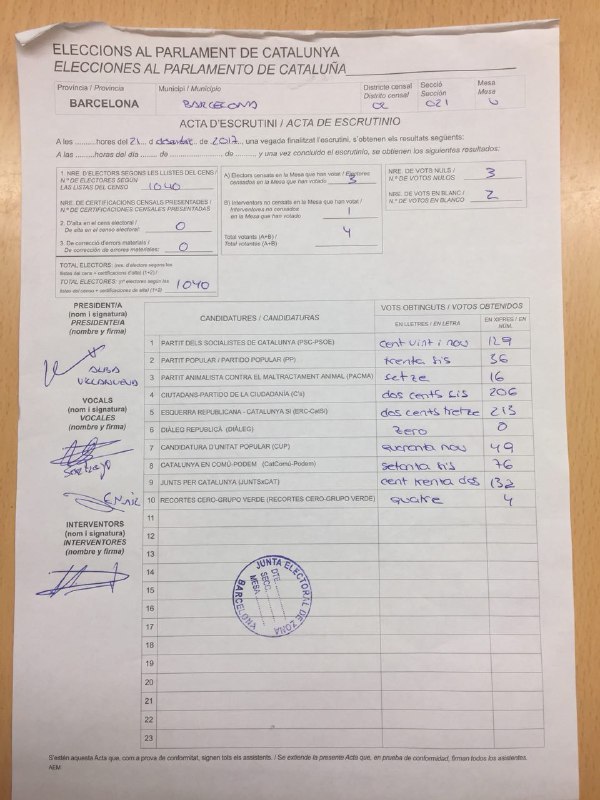 ELECCIONS AL PARLAMENT DE CATALUNYA
ELECCIONES AL PARLAMENTO DE CATALUÑA
Província / Provincia
BARCELONA
Municipi / Municipio
BARCELONA
Districte censal
Distrito censal
02
Secció
Sección
021
Mesa
Mesa
U
ACTA D'ESCRUTINI / ACTA DE ESCRUTINIO
A les ..........hores del 21 d desembre de 2017, una vegada finalitzat l'escrutini, s'obtenen els resultats següents:
A las ..........horas del día ........ de ........................ de ........... y una vez concluido el escrutinio, se obtienen los siguientes resultados:
1. NRE. D'ELECTORS SEGONS LES LLISTES DEL CENS /
N.º DE ELECTORES SEGÚN
LAS LISTAS DEL CENSO 1040
NRE. DE CERTIFICACIONS CENSALS PRESENTADES /
N.º DE CERTIFICACIONES CENSALES PRESENTADAS
2. D'alta en el cens electoral /
De alta en el censo electoral: 0
3. De correcció d'errors materials /
De corrección de errores materiales: 0
TOTAL ELECTORS: (nre. d'electors segons les
llistes del cens + certificacions d'alta) (1+2) /
TOTAL ELECTORES: (n.º electores según las
listas del censo + certificaciones de alta) (1+2) 1040
A) Electors censats en la Mesa que han votat / Electores
censados en la Mesa que han votado 3
B) Interventors no censats en la Mesa que han votat /
Interventores no censados
en la Mesa que han votado 1
Total votants (A+B) /
Total votantes (A+B) 4
NRE. DE VOTS NULS /
N.º DE VOTOS NULOS 3
NRE. DE VOTS EN BLANC /
N.º DE VOTOS EN BLANCO 2
PRESIDENT/A
(nom i signatura)
PRESIDENTE/A
(nombre y firma)
ALBA
VILLANUEVA
VOCALS
(nom i signatura)
VOCALES
(nombre y firma)
Santiago
INTERVENTORS
(nom i signatura)
INTERVENTORES
(nombre y firma)
CANDIDATURES / CANDIDATURAS
VOTS OBTINGUTS / VOTOS OBTENIDOS
EN LLETRES / EN LETRA
EN XIFRES / EN NÚM.
1 PARTIT DELS SOCIALISTES DE CATALUNYA (PSC-PSOE) cent vint i nou 129
2 PARTIT POPULAR / PARTIDO POPULAR (PP) trenta sis 36
3 PARTIT ANIMALISTA CONTRA EL MALTRACTAMENT ANIMAL (PACMA) setze 16
4 CIUTADANS-PARTIDO DE LA CIUDADANÍA (C's) dos cents sis 206
5 ESQUERRA REPUBLICANA - CATALUNYA SÍ (ERC-CatSí) dos cents tretze 213
6 DIÀLEG REPUBLICÀ (DIÀLEG) zero 0
7 CANDIDATURA D'UNITAT POPULAR (CUP) quaranta nou 49
8 CATALUNYA EN COMÚ-PODEM (CatComú-Podem) setanta sis 76
9 JUNTS PER CATALUNYA (JUNTSxCAT) cent trenta dos 132
10 RECORTES CERO-GRUPO VERDE (RECORTES CERO-GRUPO VERDE) quatre 4
11
12
13
14
15
16
17
18
19
20
21
22
23
JUNTA ELECTORAL DE ZONA
BARCELONA
DTE.
SECC.
MESA
S'estén aquesta Acta que, com a prova de conformitat, signen tots els assistents. / Se extiende la presente Acta que, en prueba de conformidad, firman todos los asistentes.